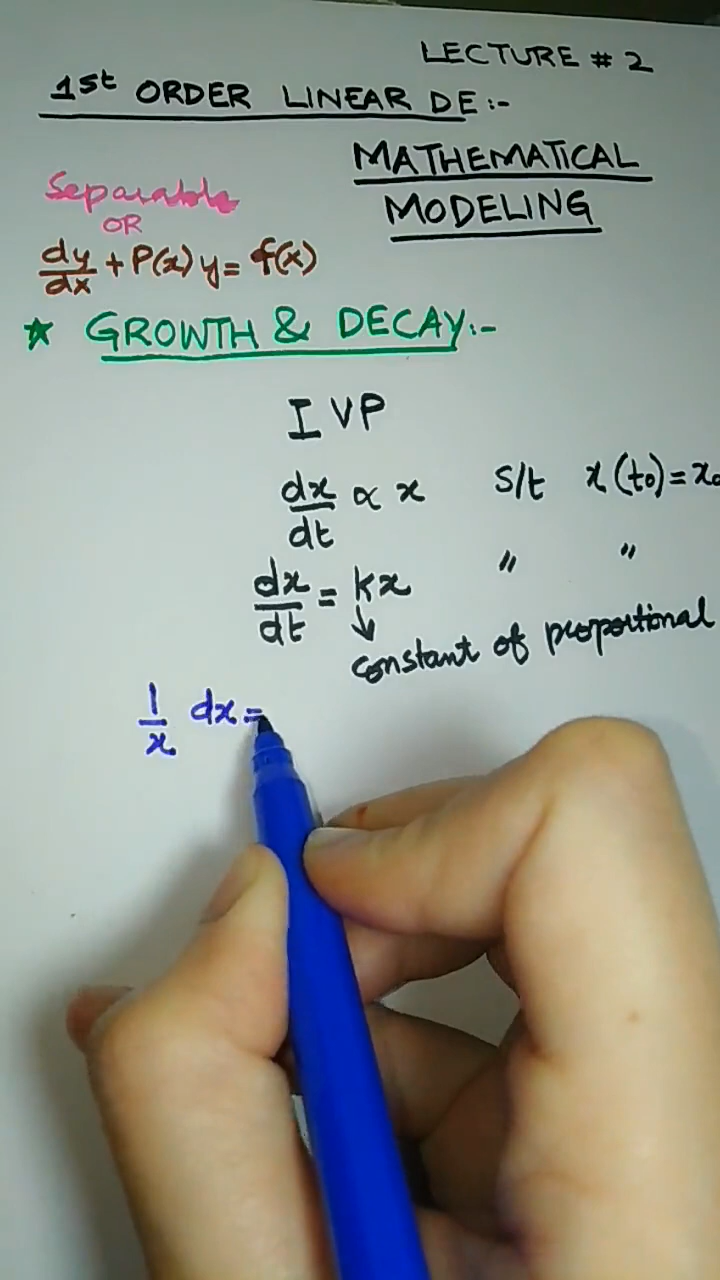 LECTURE # 2
1st ORDER LINEAR DE :-
MATHEMATICAL
MODELING
Separable
OR
dy/dx + P(x) y = f(x)
★ GROWTH & DECAY :-
IVP
dx/dt ∝ x s/t x(t₀) = x₀
dx/dt = kx " "
↓
constant of proportional
1/x dx =